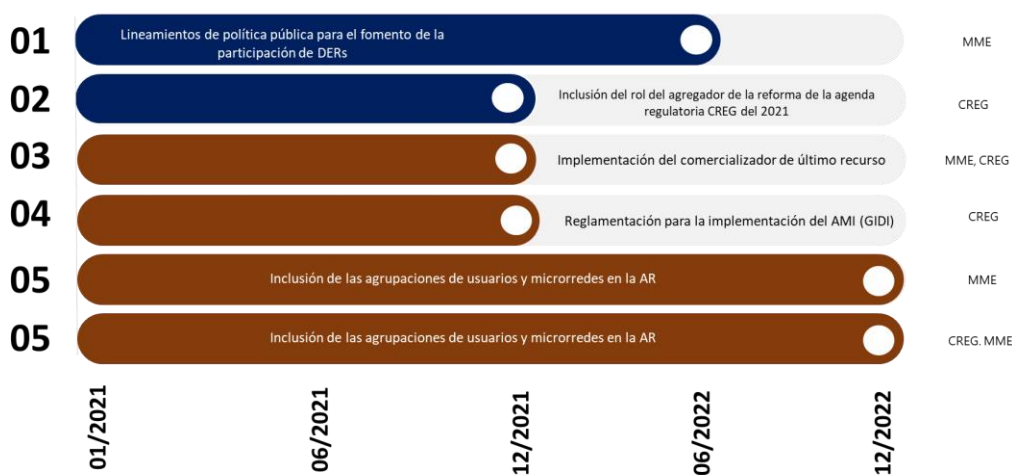 01
Lineamientos de política pública para el fomento de la
participación de DERs
MME
02
Inclusión del rol del agregador de la reforma de la agenda
regulatoria CREG del 2021
CREG
03
Implementación del comercializador de último recurso
MME, CREG
04
Reglamentación para la implementación del AMI (GIDI)
CREG
05
Inclusión de las agrupaciones de usuarios y microrredes en la AR
MME
05
Inclusión de las agrupaciones de usuarios y microrredes en la AR
CREG. MME
01/2021
06/2021
12/2021
06/2022
12/2022